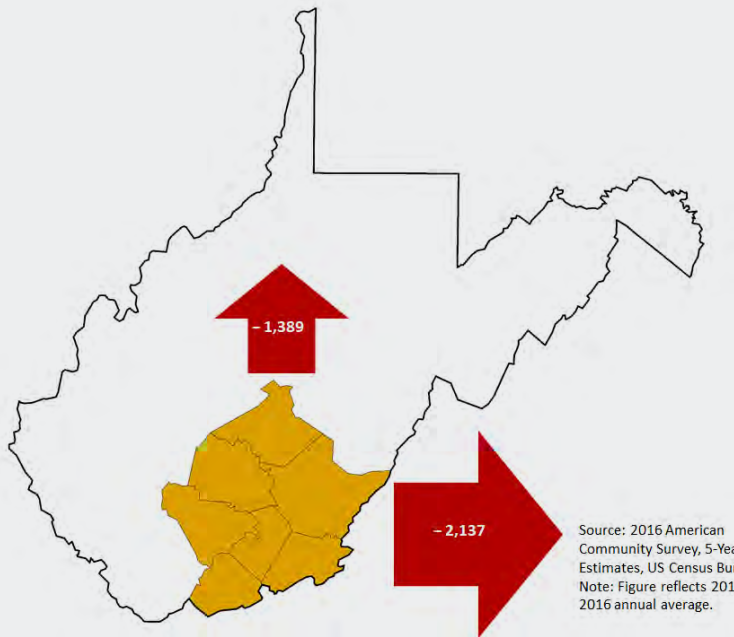 – 1,389
– 2,137
Source: 2016 American
Community Survey, 5-Yea
Estimates, US Census Bu
Note: Figure reflects 201
2016 annual average.